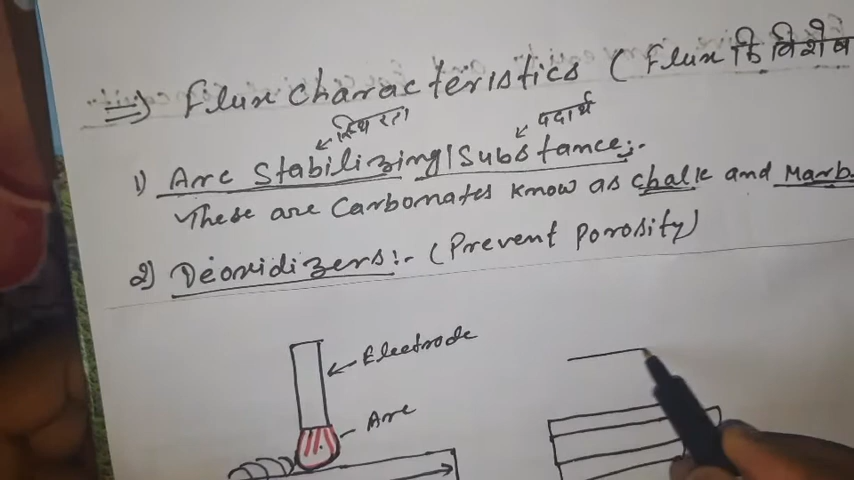 => Flux Characteristics (Flux कि विशेष
स्थिरता पदार्थ
1) Arc Stabilizing/Substance:-
These are Carbonates know as chalk and Marb
2) Deoxidizers:- (Prevent Porosity)
Electrode
Arc